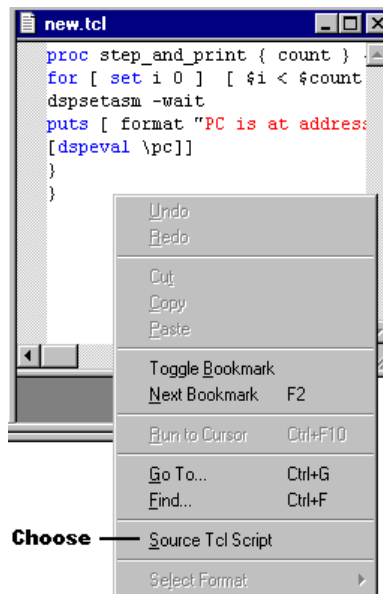 new.tcl
proc step_and_print { count } {
for [ set i 0 ] [ $i < $count
dspsetasm -wait
puts [ format "PC is at address
[dspeval \pc]]
}
}
Undo
Redo
Cut
Copy
Paste
Toggle Bookmark
Next Bookmark F2
Run to Cursor Ctrl+F10
Go To... Ctrl+G
Find... Ctrl+F
Choose
Source Tcl Script
Select Format